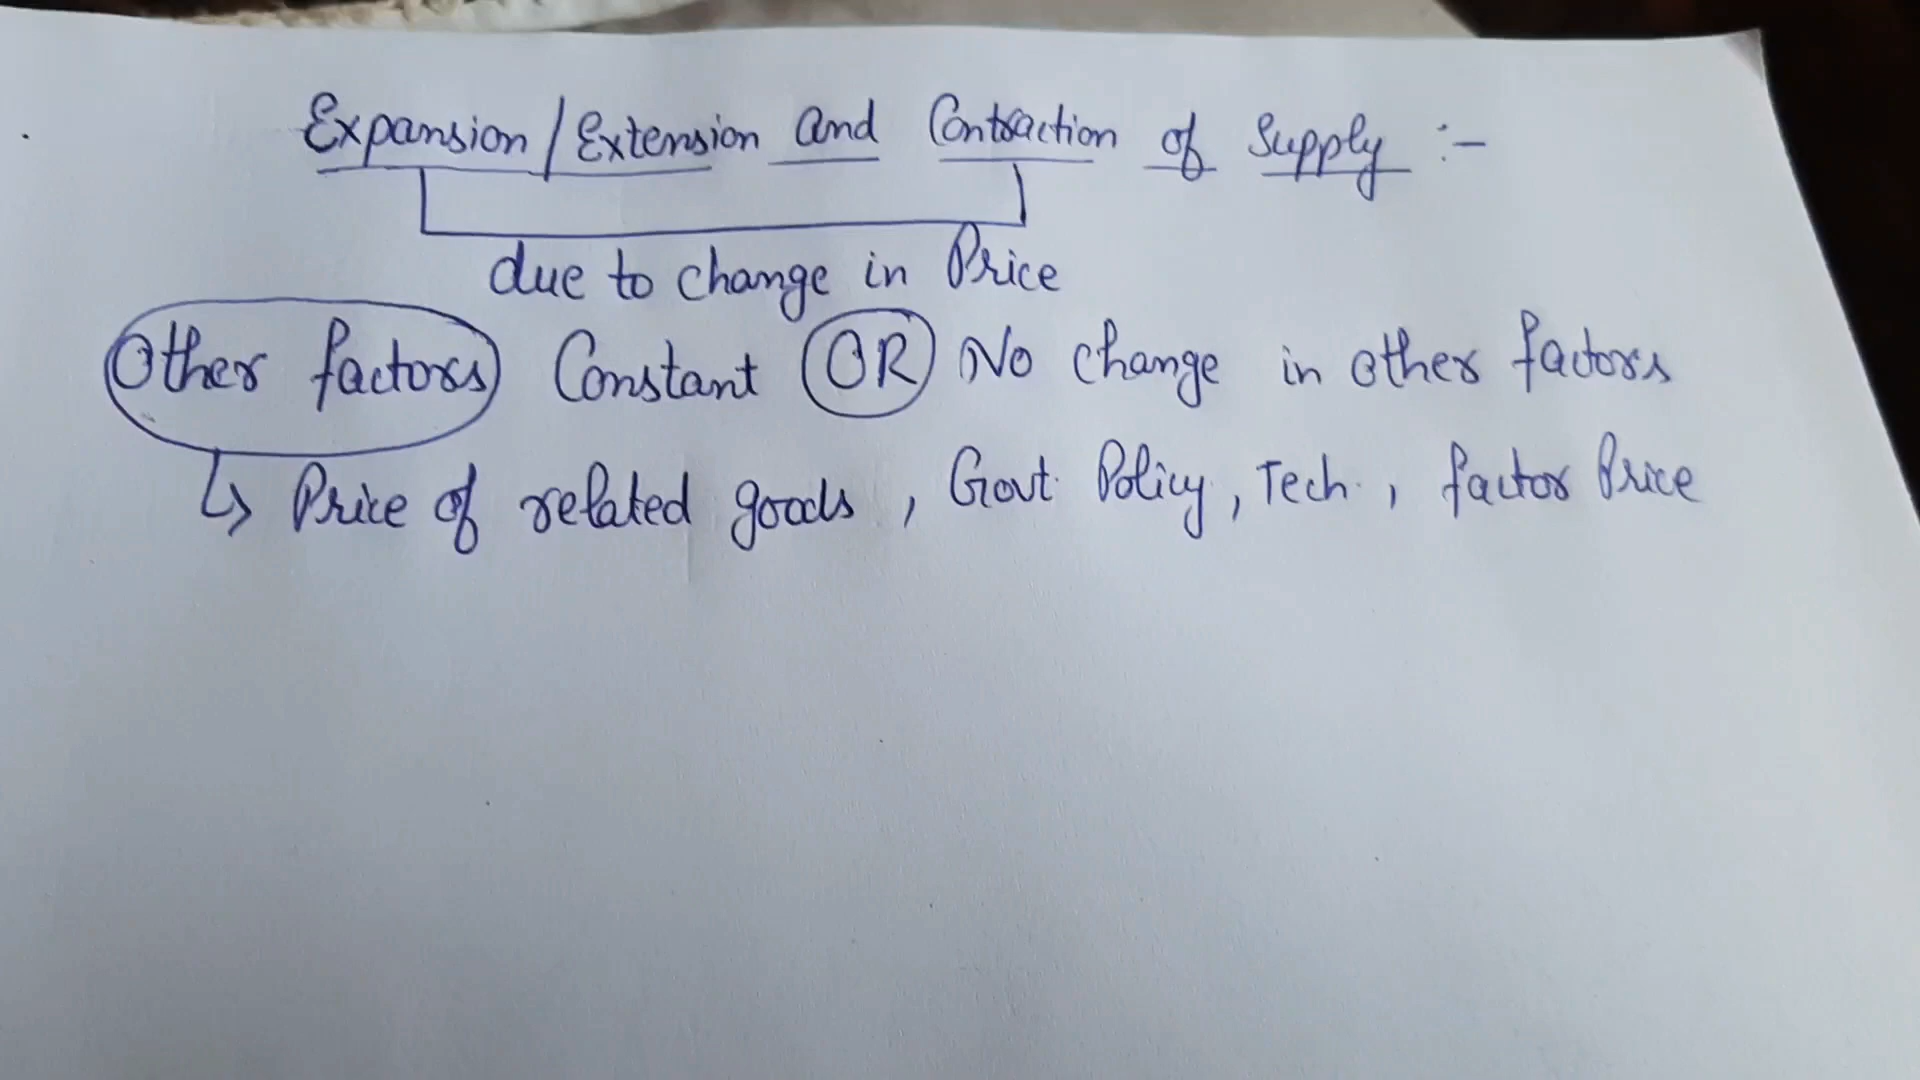 Expansion/Extension and Contraction of Supply :-
due to change in Price
Other factors Constant OR No change in other factors
↳ Price of related goods, Govt. Policy, Tech., factor Price